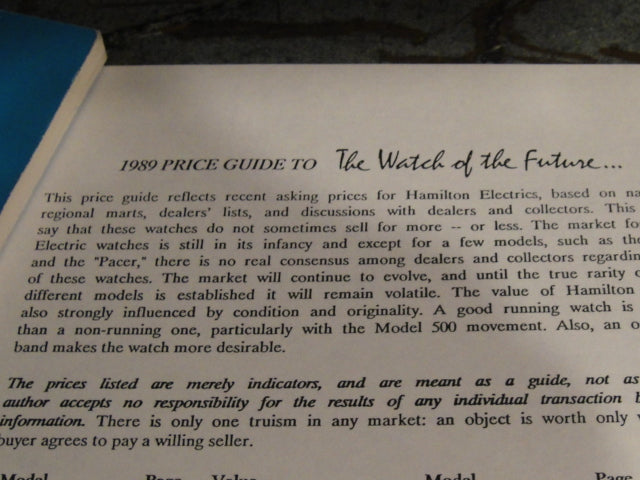 1989 PRICE GUIDE TO The Watch of the Future...
This price guide reflects recent asking prices for Hamilton Electrics, based on
regional marts, dealers' lists, and discussions with dealers and collectors. This
say that these watches do not sometimes sell for more -- or less. The market
Electric watches is still in its infancy and except for a few models, such as
and the "Pacer," there is no real consensus among dealers and collectors
of these watches. The market will continue to evolve, and until the true rarity
different models is established it will remain volatile. The value of Hamilton
also strongly influenced by condition and originality. A good running watch is
than a non-running one, particularly with the Model 500 movement. Also, an
band makes the watch more desirable.
The prices listed are merely indicators, and are meant as a guide, not as
author accepts no responsibility for the results of any individual transaction
information. There is only one truism in any market: an object is worth only
buyer agrees to pay a willing seller.
Model Page Value Model Page